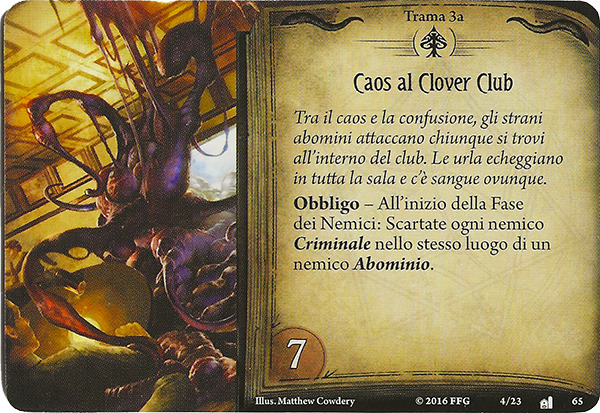 Trama 3a
Caos al Clover Club
Tra il caos e la confusione, gli strani
abomini attaccano chiunque si trovi
all'interno del club. Le urla echeggiano
in tutta la sala e c'è sangue ovunque.
Obbligo – All'inizio della Fase
dei Nemici: Scartate ogni nemico
Criminale nello stesso luogo di un
nemico Abominio.
7
Illus. Matthew Cowdery © 2016 FFG 4/23 65